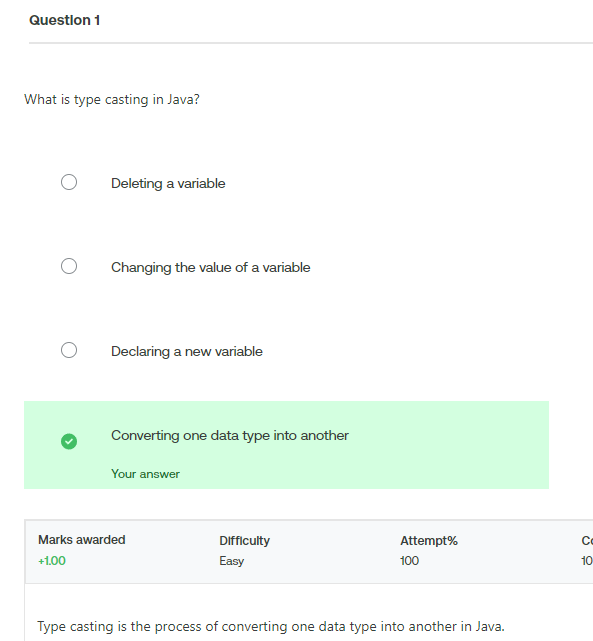 Question 1
What is type casting in Java?
Deleting a variable
Changing the value of a variable
Declaring a new variable
Converting one data type into another
Your answer
Marks awarded Difficulty Attempt%
+1.00 Easy 100 10
Type casting is the process of converting one data type into another in Java.